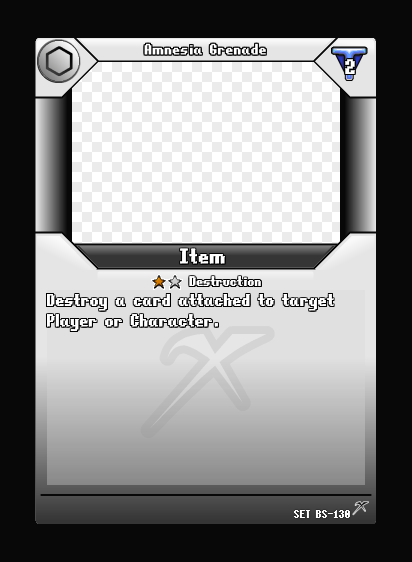 Amnesia Grenade
2
Item
Destruction
Destroy a card attached to target
Player or Character.
SET BS-130